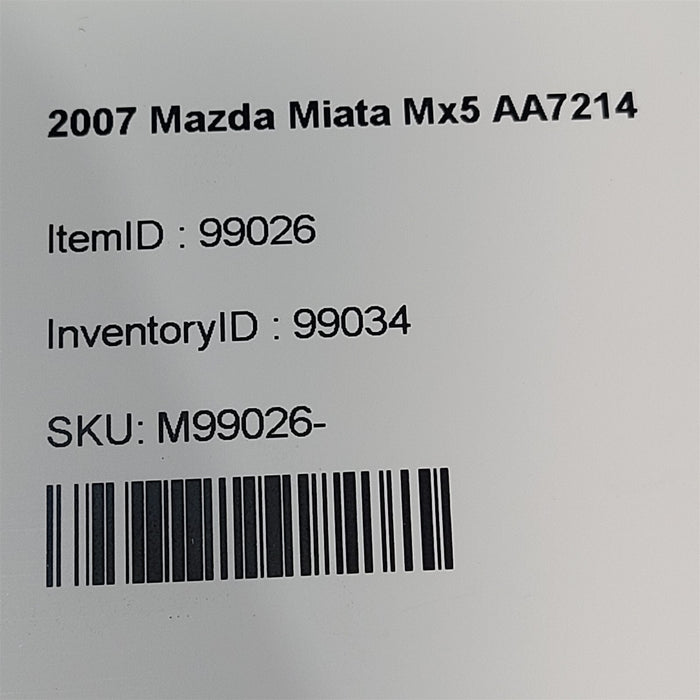 2007 Mazda Miata Mx5 AA7214
ItemID : 99026
InventoryID : 99034
SKU: M99026-